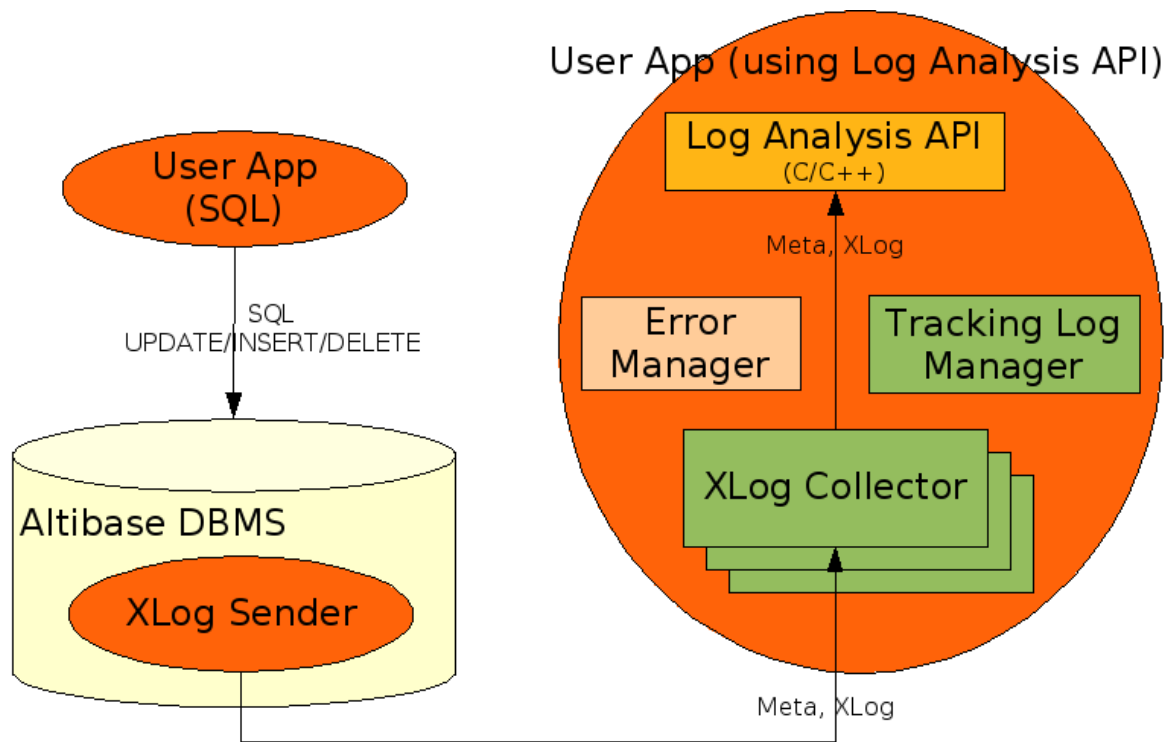 User App (using Log Analysis API)
Log Analysis API
(C/C++)
User App
(SQL)
Meta, XLog
SQL
UPDATE/INSERT/DELETE
Error
Manager
Tracking Log
Manager
XLog Collector
Altibase DBMS
XLog Sender
Meta, XLog